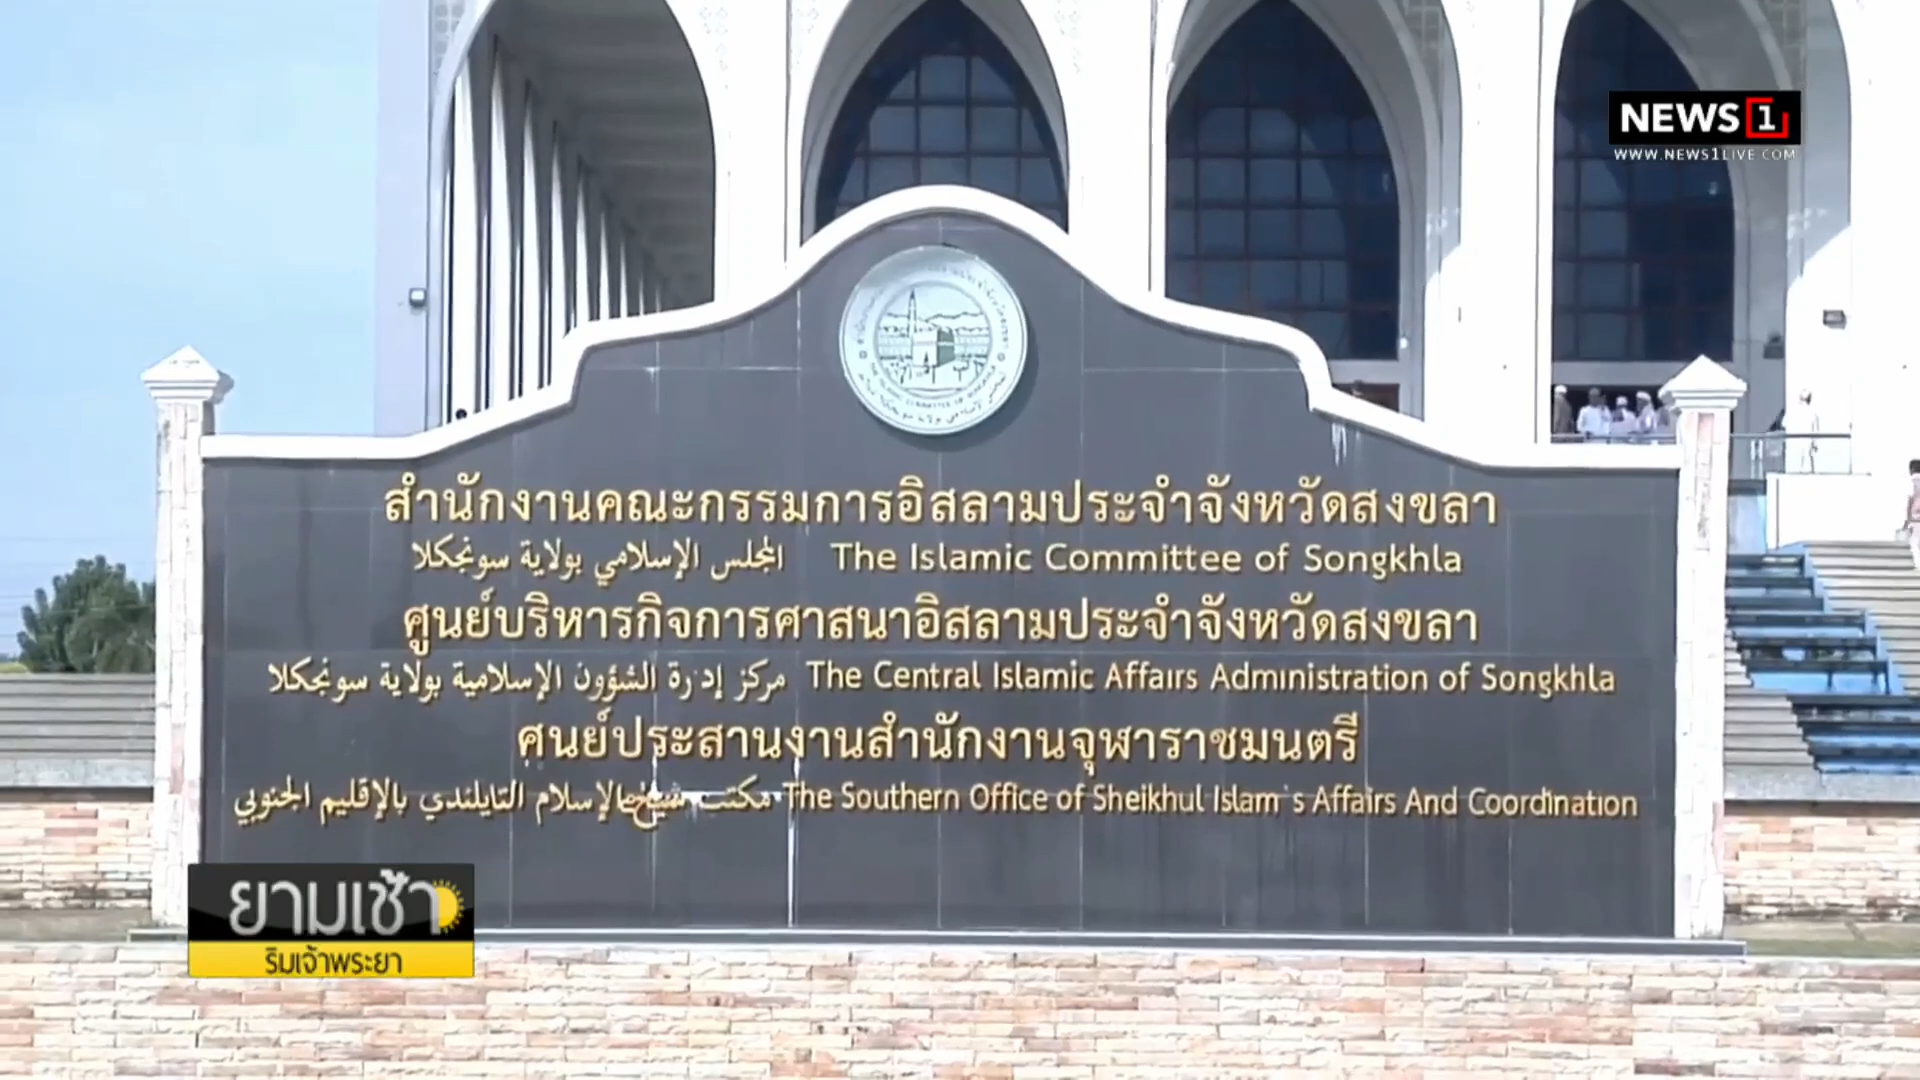 NEWS 1
WWW.NEWS1LIVE.COM
THE ISLAMIC COMMITTEE OF SONGKHLA
สำนักงานคณะกรรมการอิสลามประจำจังหวัดสงขลา
المجلس الإسلامي بولاية سونجكلا The Islamic Committee of Songkhla
ศูนย์บริหารกิจการศาสนาอิสลามประจำจังหวัดสงขลา
مركز إدرة الشؤون الإسلامية بولاية سونجكلا The Central Islamic Affairs Administration of Songkhla
ศูนย์ประสานงานสำนักงานจุฬาราชมนตรี
مكتب شيخ الإسلام التايلندي بالإقليم الجنوبي The Southern Office of Sheikhul Islam's Affairs And Coordination
ยามเช้า
ริมเจ้าพระยา